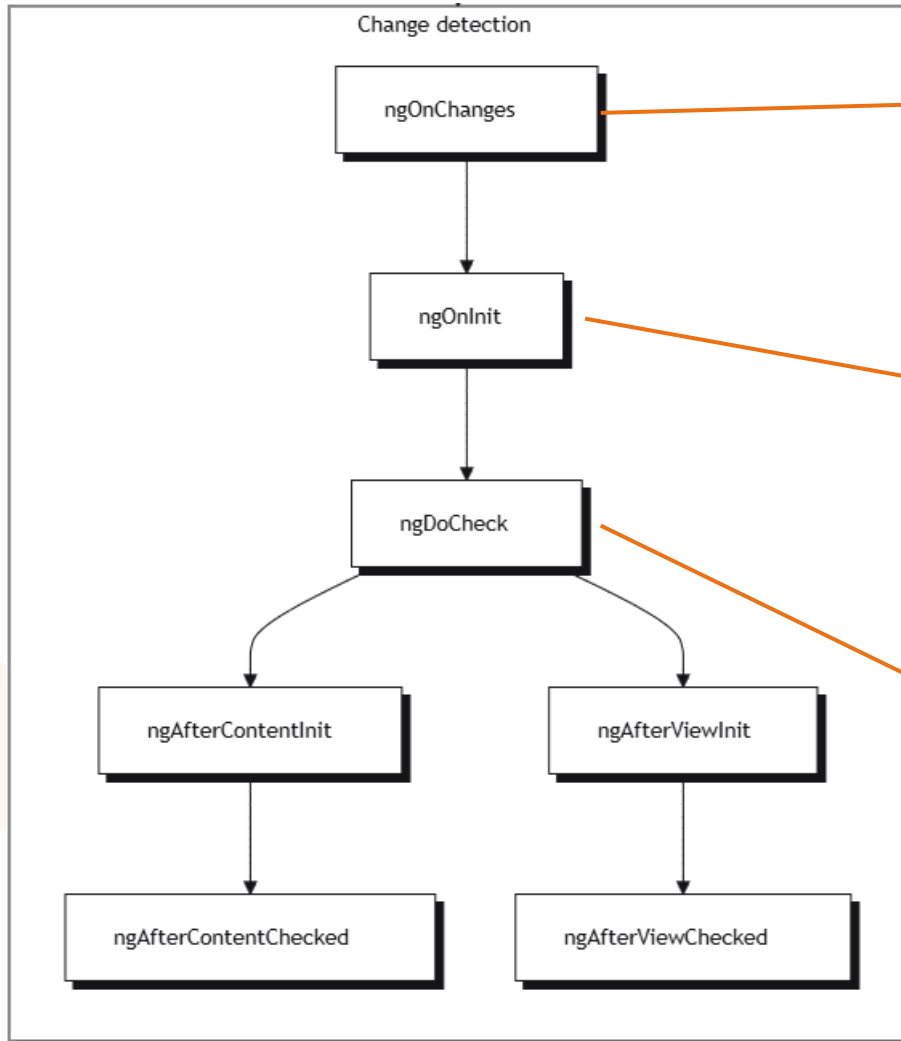 Change detection
ngOnChanges
ngOnInit
ngDoCheck
ngAfterContentInit
ngAfterViewInit
ngAfterContentChecked
ngAfterViewChecked